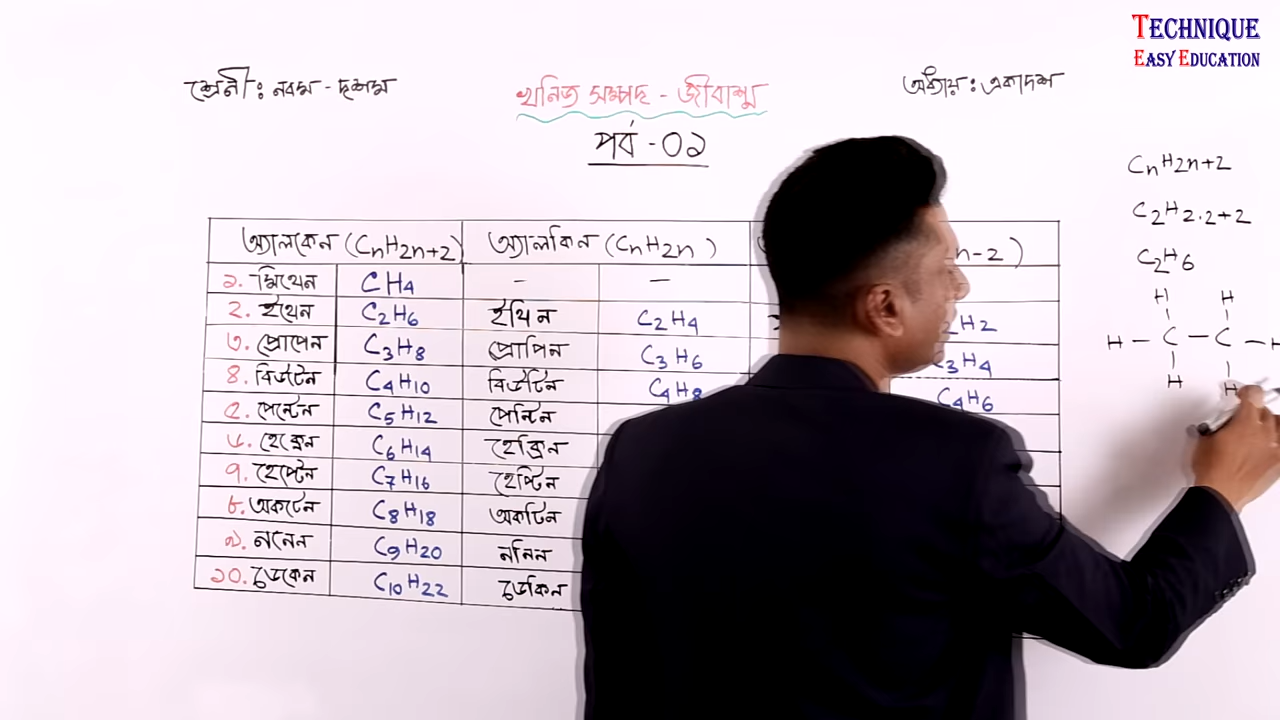 TECHNIQUE
EASY EDUCATION
শ্রেনী: নবম - দশম
খনিজ সম্পদ - জীবাশ্ম
অধ্যায়: একাদশ
পর্ব - ০১
অ্যালকেন (CnH2n+2) অ্যালকিন (CnH2n) n-2)
১. মিথেন CH4 - -
২. ইথেন C2H6 ইথিন C2H4 2H2
৩. প্রোপেন C3H8 প্রোপিন C3H6 3H4
৪. বিউটেন C4H10 বিউটিন C4H8 C4H6
৫. পেন্টেন C5H12 পেন্টিন
৬. হেক্সেন C6H14 হেক্সিন
৭. হেপ্টেন C7H16 হেপ্টিন
৮. অকটেন C8H18 অকটিন
৯. ননেন C9H20 ননিন
১০. ডেকেন C10H22 ডেকিন
CnH2n+2
C2H2.2+2
C2H6
H H
H - C - C - H
H H